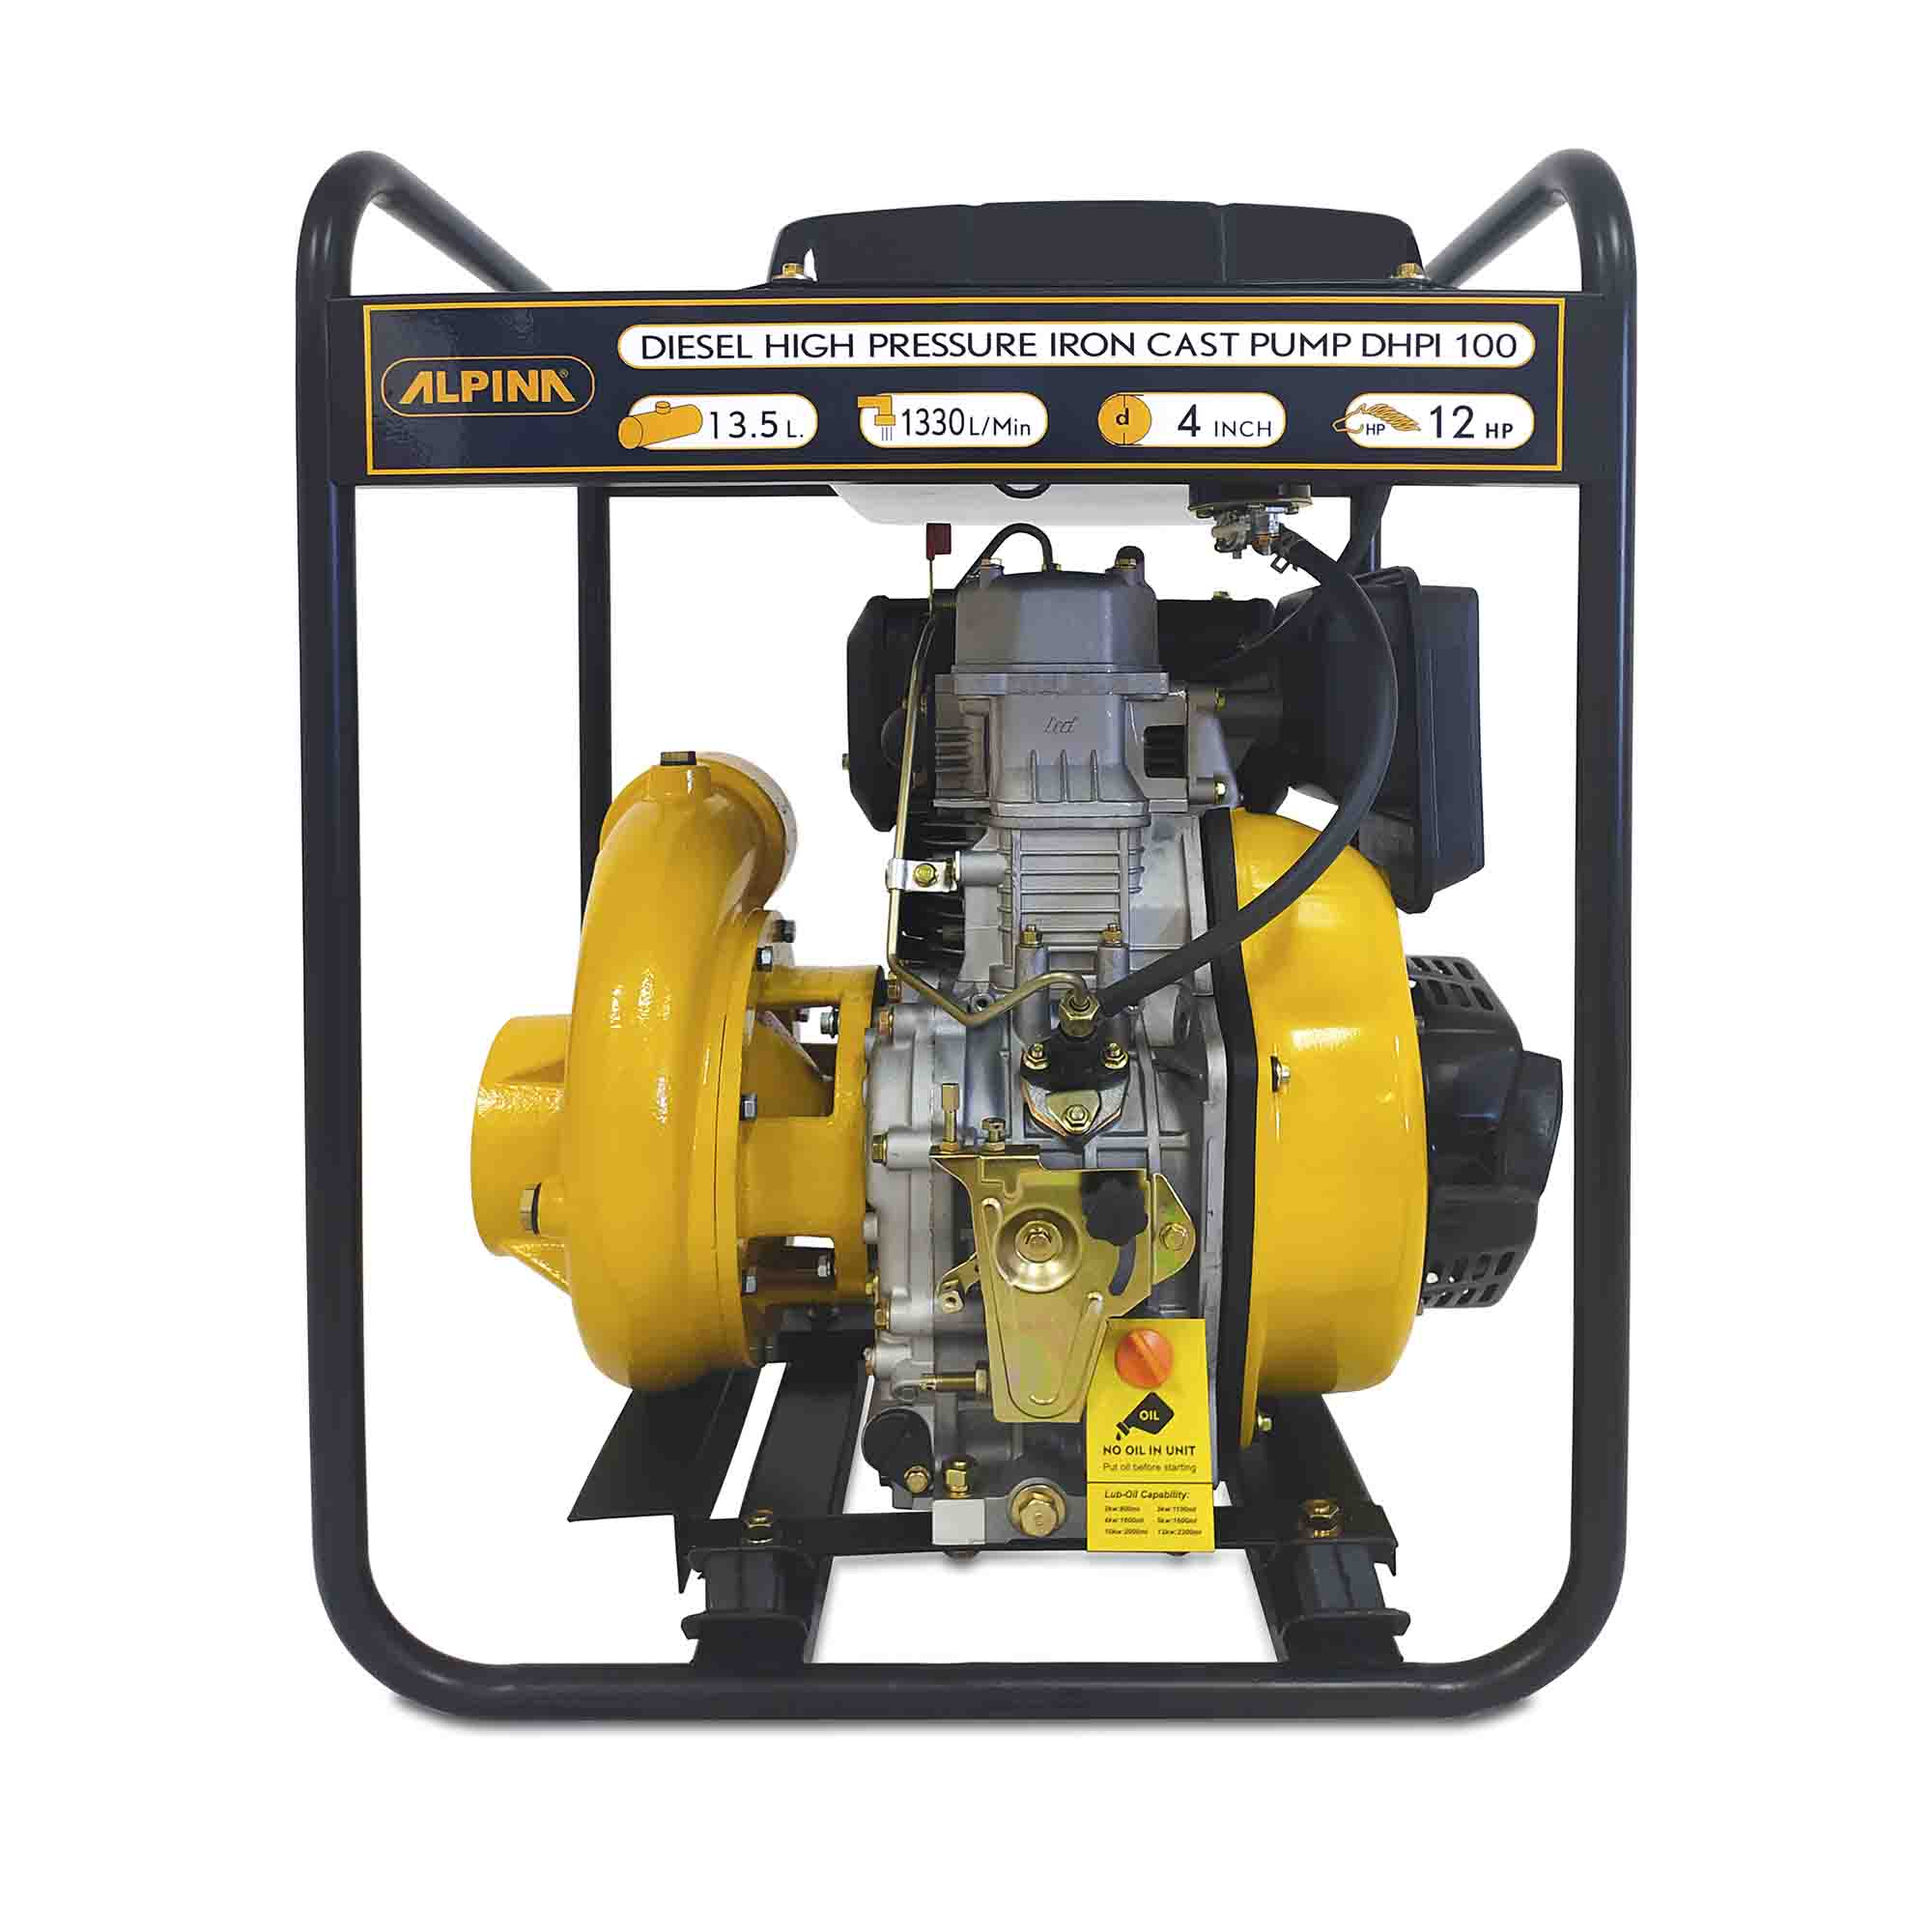 DIESEL HIGH PRESSURE IRON CAST PUMP DHPI 100
ALPINA®
13.5 L.
1330 L/Min
d
4 INCH
HP
12 HP
OIL
NO OIL IN UNIT
Put oil before starting
Lub-Oil Capability: